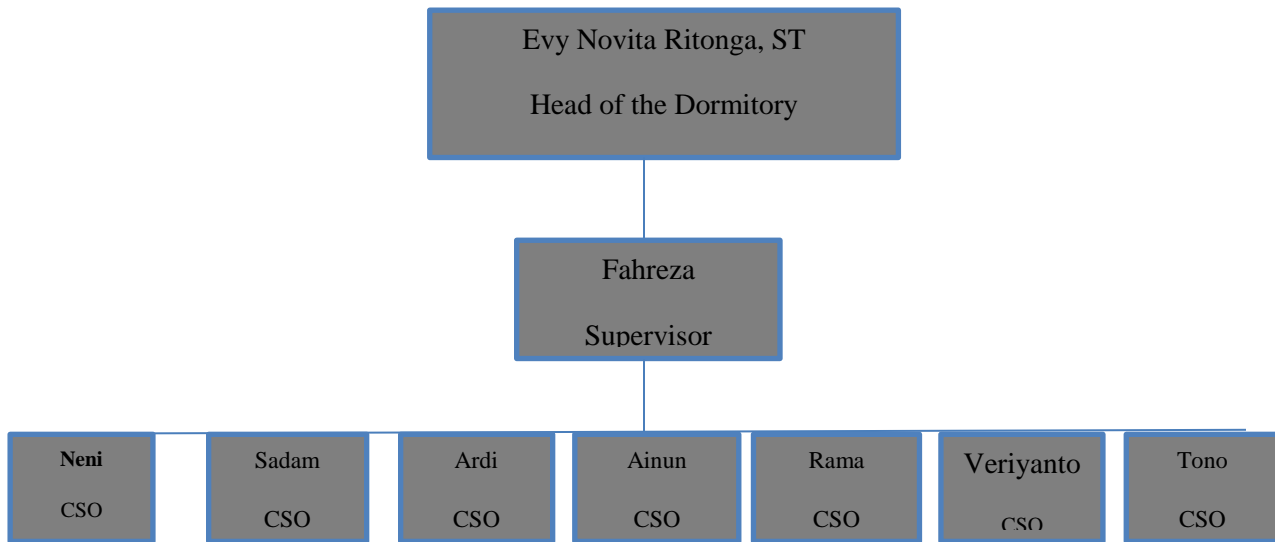 Evy Novita Ritonga, ST
Head of the Dormitory
Fahreza
Supervisor
Neni
CSO
Sadam
CSO
Ardi
CSO
Ainun
CSO
Rama
CSO
Veriyanto
CSO
Tono
CSO